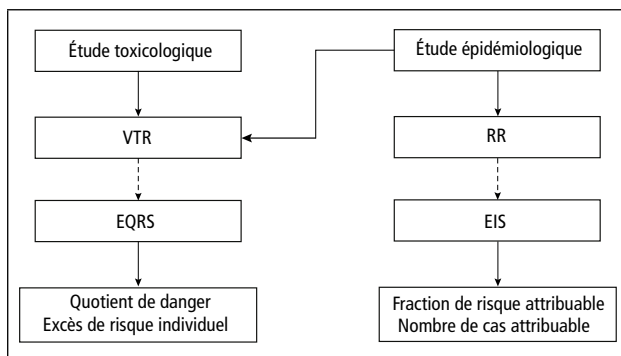 Étude toxicologique
Étude épidémiologique
VTR
RR
EQRS
EIS
Quotient de danger
Excès de risque individuel
Fraction de risque attribuable
Nombre de cas attribuable